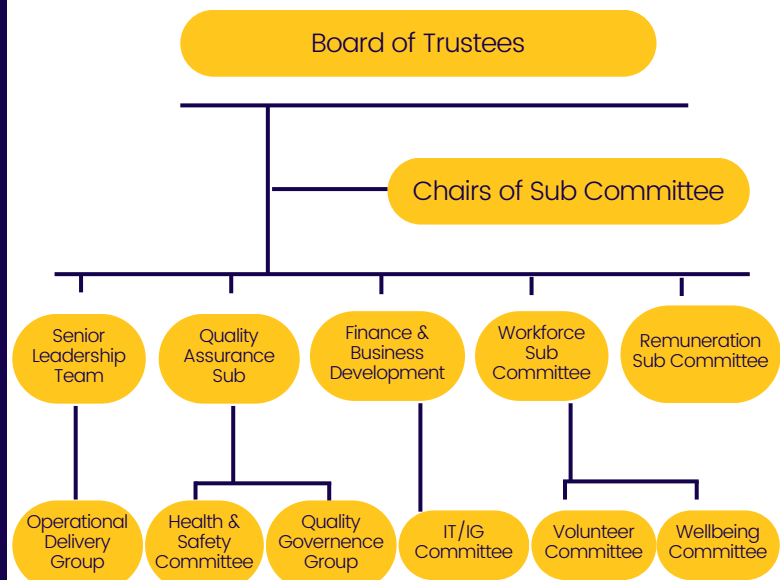 Board of Trustees
Chairs of Sub Committee
Senior
Leadership
Team
Quality
Assurance
Sub
Finance &
Business
Development
Workforce
Sub
Committee
Remuneration
Sub Committee
Operational
Delivery
Group
Health &
Safety
Committee
Quality
Governence
Group
IT/IG
Committee
Volunteer
Committee
Wellbeing
Committee